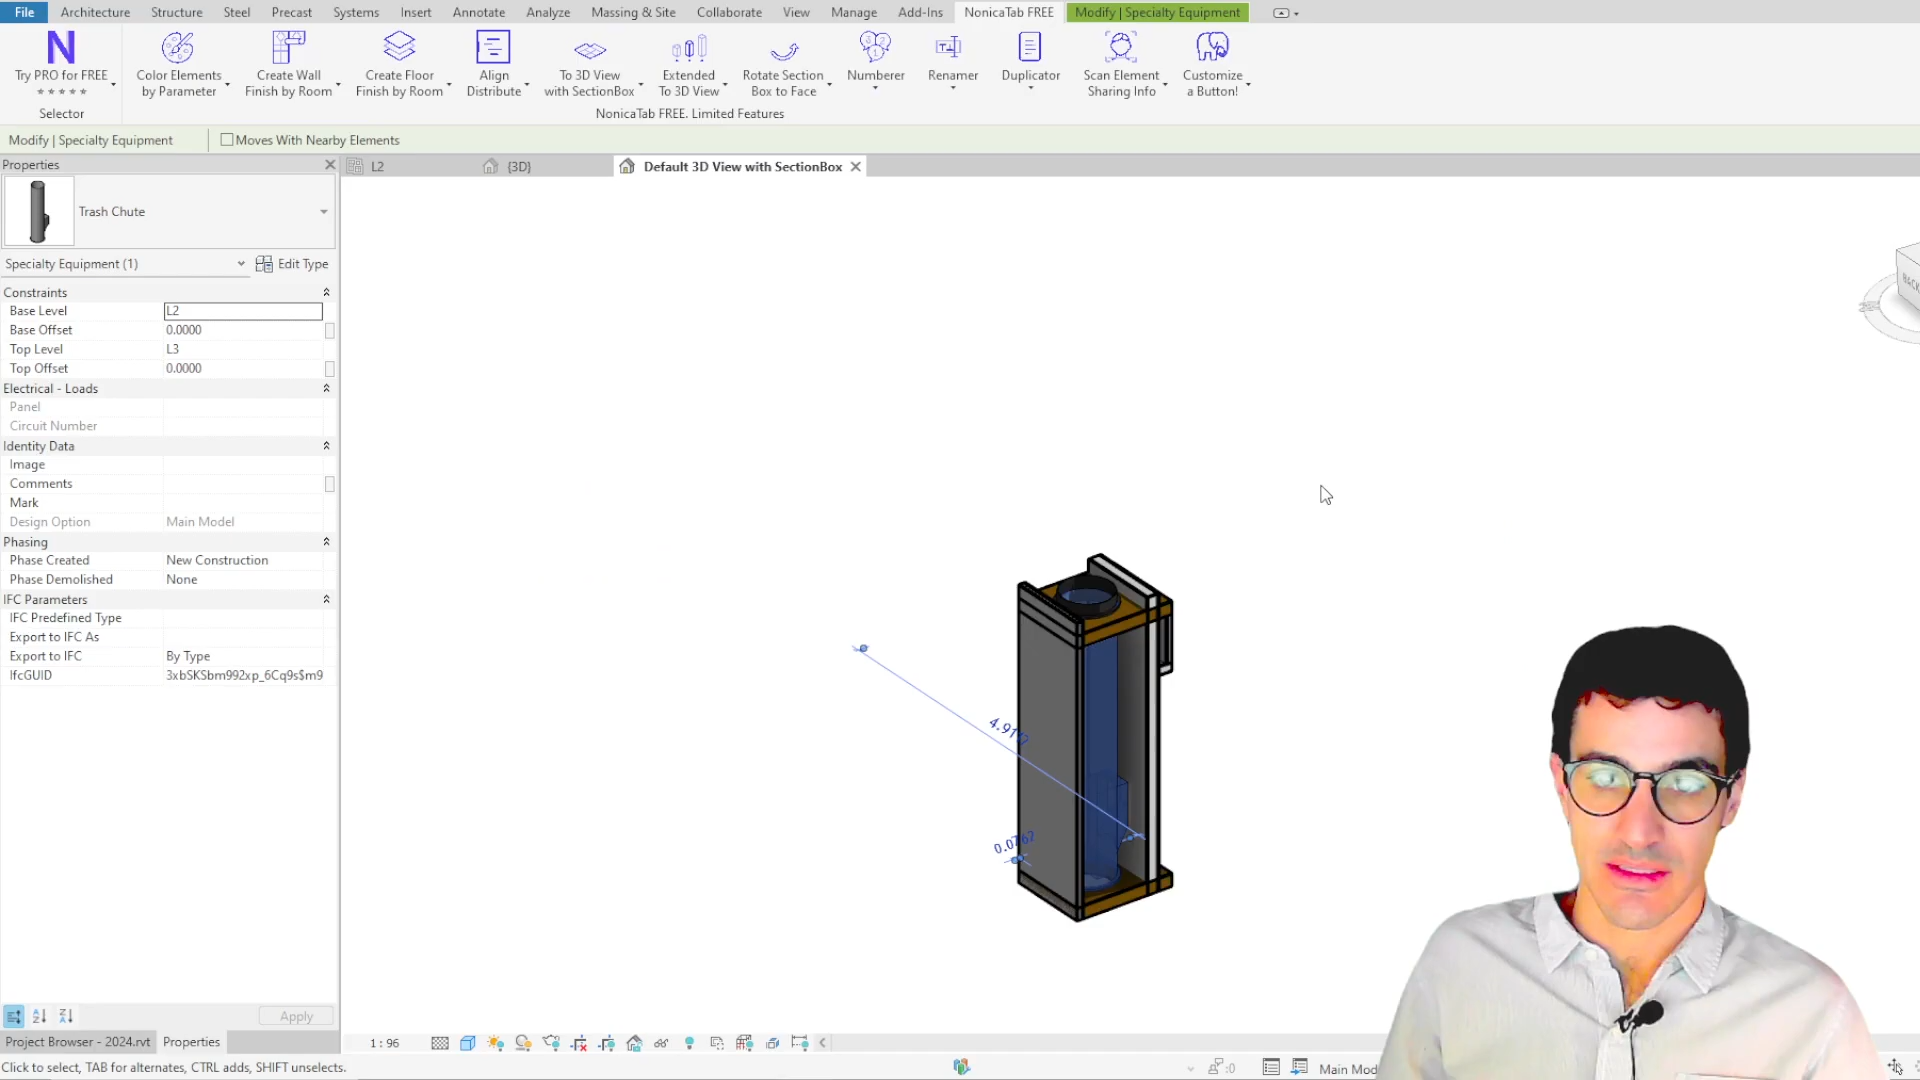 File Architecture Structure Steel Precast Systems Insert Annotate Analyze Massing & Site Collaborate View Manage Add-Ins NonicaTab FREE Modify | Specialty Equipment
Try PRO for FREE
Color Elements by Parameter
Create Wall Finish by Room
Create Floor Finish by Room
Align Distribute
To 3D View with SectionBox
Extended To 3D View
Rotate Section Box to Face
Numberer
Renamer
Duplicator
Scan Element Sharing Info
Customize a Button!
Selector
NonicaTab FREE. Limited Features
Modify | Specialty Equipment Moves With Nearby Elements
Properties L2 {3D} Default 3D View with SectionBox
Trash Chute
Specialty Equipment (1) Edit Type
Constraints
Base Level L2
Base Offset 0.0000
Top Level L3
Top Offset 0.0000
Electrical - Loads
Panel
Circuit Number
Identity Data
Image
Comments
Mark
Design Option Main Model
Phasing
Phase Created New Construction
Phase Demolished None
IFC Parameters
IFC Predefined Type
Export to IFC As
Export to IFC By Type
IfcGUID 3xbSKSbm992xp_6Cq9s$m9
BACK
0.0767
Apply
Project Browser - 2024.rvt Properties
1 : 96
Click to select, TAB for alternates, CTRL adds, SHIFT unselects.
:0
Main Mod